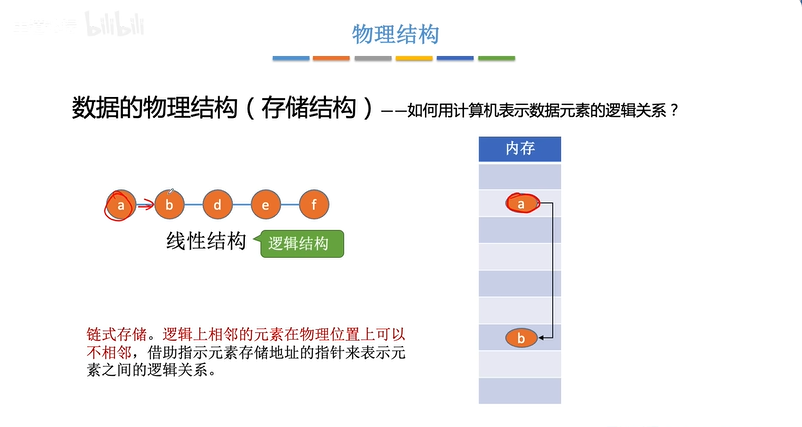 bilibili
物理结构
数据的物理结构（存储结构）——如何用计算机表示数据元素的逻辑关系？
内存
a b d e f
a
线性结构 逻辑结构
链式存储。逻辑上相邻的元素在物理位置上可以
不相邻，借助指示元素存储地址的指针来表示元
素之间的逻辑关系。
b